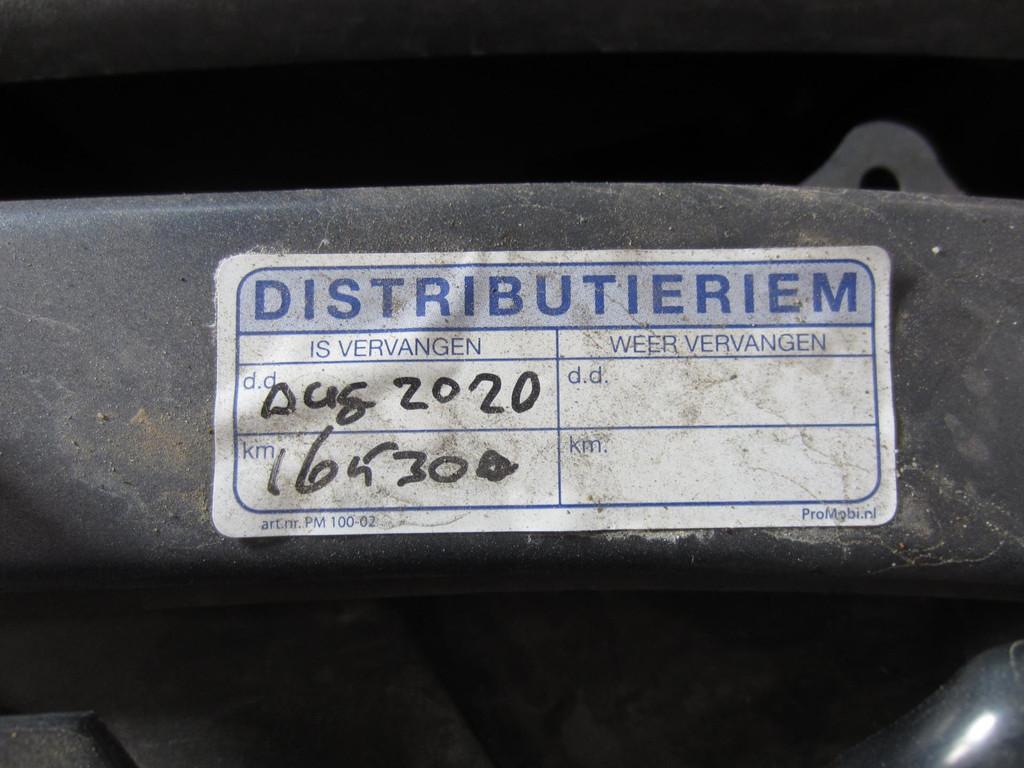 DISTRIBUTIERIEM
IS VERVANGEN WEER VERVANGEN
d.d. Aug 2020 d.d.
km. 164300 km.
art.nr. PM 100-02 ProMobi.nl